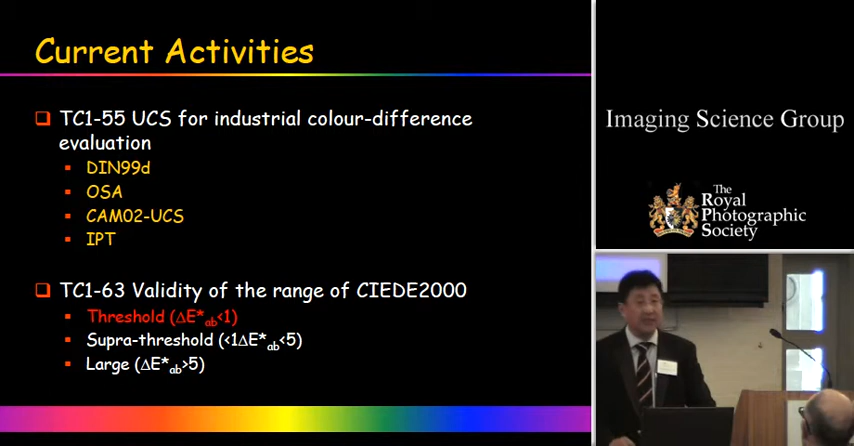 Current Activities
TC1-55 UCS for industrial colour-difference
evaluation
DIN99d
OSA
CAM02-UCS
IPT
TC1-63 Validity of the range of CIEDE2000
Threshold (ΔE*ab<1)
Supra-threshold (<1ΔE*ab<5)
Large (ΔE*ab>5)
Imaging Science Group
The
Royal
Photographic
Society